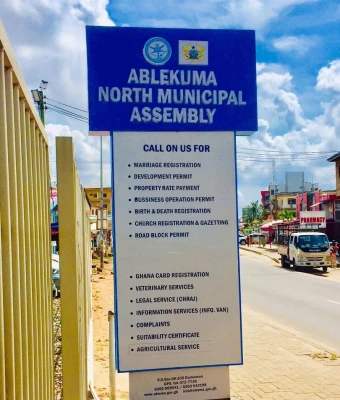 ABLEKUMA
NORTH MUNICIPAL
ASSEMBLY
CALL ON US FOR
• MARRIAGE REGISTRATION
• DEVELOPMENT PERMIT
• PROPERTY RATE PAYMENT
• BUSSINESS OPERATION PERMIT
• BIRTH & DEATH REGISTRATION
• CHURCH REGISTRATION & GAZETTING
• ROAD BLOCK PERMIT
• GHANA CARD REGISTRATION
• VETERINARY SERVICES
• LEGAL SERVICE (CHRAJ)
• INFORMATION SERVICES (INFO. VAN)
• COMPLAINTS
• SUITABILITY CERTIFICATE
• AGRICULTURAL SERVICE
PHARMACY